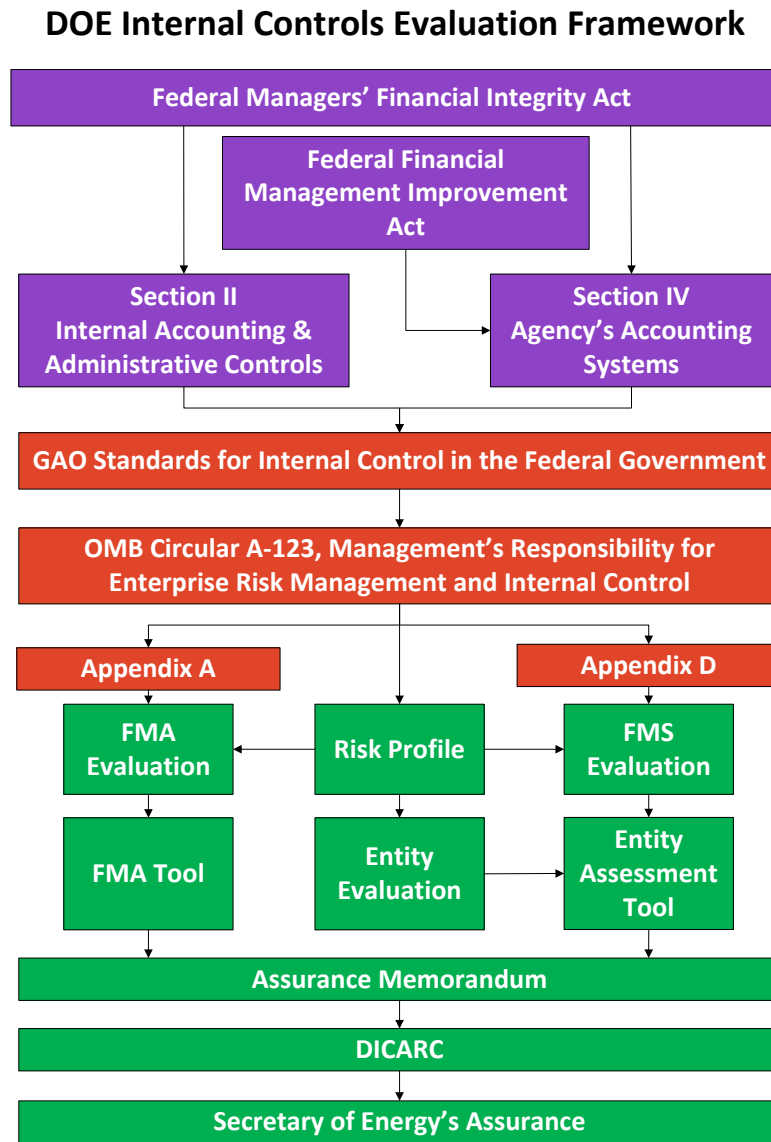 DOE Internal Controls Evaluation Framework
Federal Managers’ Financial Integrity Act
Federal Financial
Management Improvement
Act
Section II
Internal Accounting &
Administrative Controls
Section IV
Agency’s Accounting
Systems
GAO Standards for Internal Control in the Federal Government
OMB Circular A-123, Management’s Responsibility for
Enterprise Risk Management and Internal Control
Appendix A
Appendix D
FMA
Evaluation
Risk Profile
FMS
Evaluation
FMA Tool
Entity
Evaluation
Entity
Assessment
Tool
Assurance Memorandum
DICARC
Secretary of Energy’s Assurance